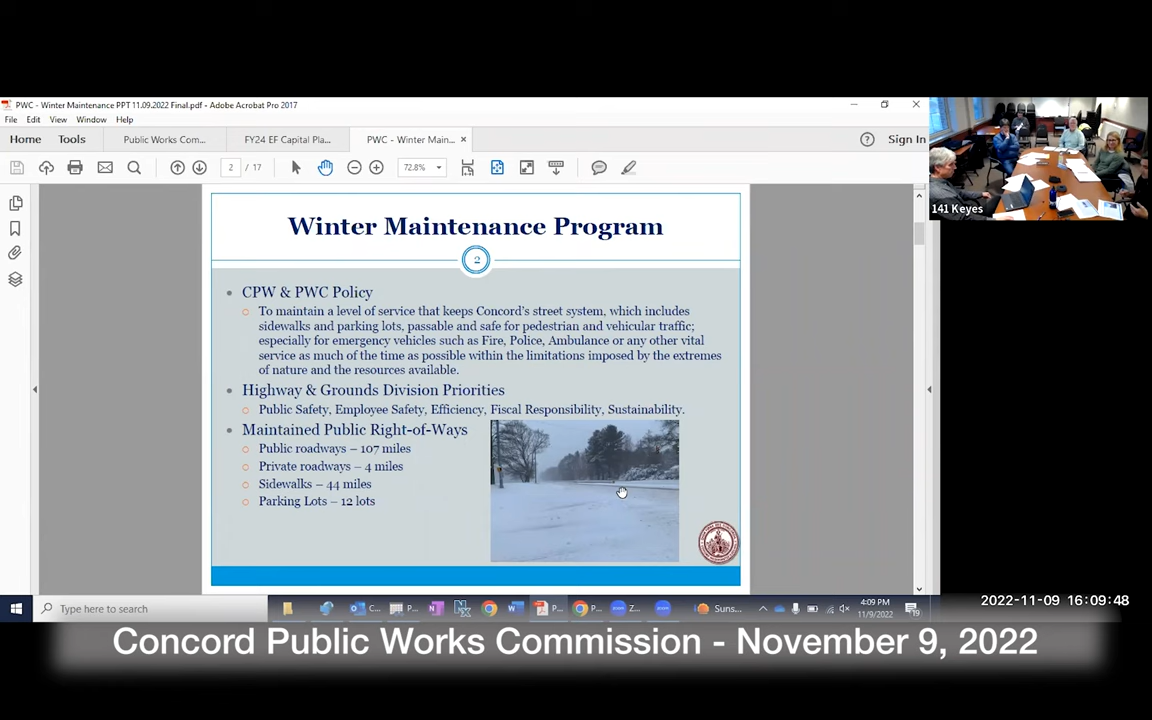 PWC - Winter Maintenance PPT 11.09.2022 Final.pdf - Adobe Acrobat Pro 2017
File Edit View Window Help
Home Tools Public Works Com... FY24 EF Capital Pla... PWC - Winter Main... × Sign In
2 / 17 72.8%
141 Keyes
Winter Maintenance Program
2
CPW & PWC Policy
To maintain a level of service that keeps Concord's street system, which includes
sidewalks and parking lots, passable and safe for pedestrian and vehicular traffic;
especially for emergency vehicles such as Fire, Police, Ambulance or any other vital
service as much of the time as possible within the limitations imposed by the extremes
of nature and the resources available.
Highway & Grounds Division Priorities
Public Safety, Employee Safety, Efficiency, Fiscal Responsibility, Sustainability.
Maintained Public Right-of-Ways
Public roadways – 107 miles
Private roadways – 4 miles
Sidewalks – 44 miles
Parking Lots – 12 lots
Type here to search C... P... P... P... Z... Suns... 4:09 PM
11/9/2022
2022-11-09 16:09:48
Concord Public Works Commission - November 9, 2022